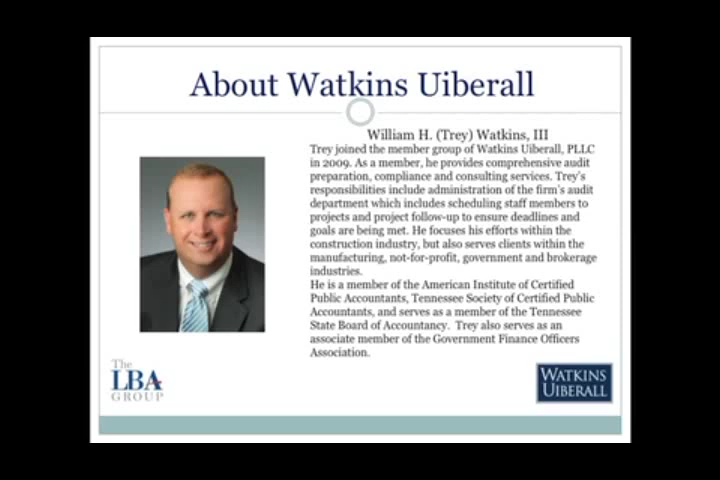 About Watkins Uiberall
William H. (Trey) Watkins, III
Trey joined the member group of Watkins Uiberall, PLLC
in 2009. As a member, he provides comprehensive audit
preparation, compliance and consulting services. Trey's
responsibilities include administration of the firm's audit
department which includes scheduling staff members to
projects and project follow-up to ensure deadlines and
goals are being met. He focuses his efforts within the
construction industry, but also serves clients within the
manufacturing, not-for-profit, government and brokerage
industries.
He is a member of the American Institute of Certified
Public Accountants, Tennessee Society of Certified Public
Accountants, and serves as a member of the Tennessee
State Board of Accountancy. Trey also serves as an
associate member of the Government Finance Officers
Association.
The
LBA
GROUP
WATKINS
UIBERALL